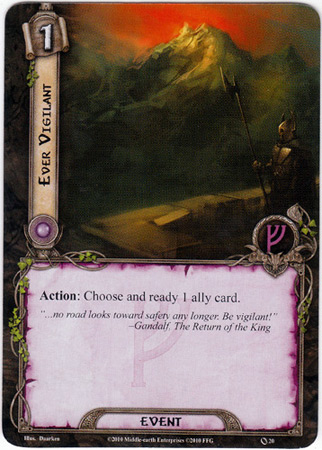 1
EVER VIGILANT
Action: Choose and ready 1 ally card.
"...no road looks toward safety any longer. Be vigilant!"
–Gandalf, The Return of the King
EVENT
Illus. Daarken
©2010 Middle-earth Enterprises ©2010 FFG
20